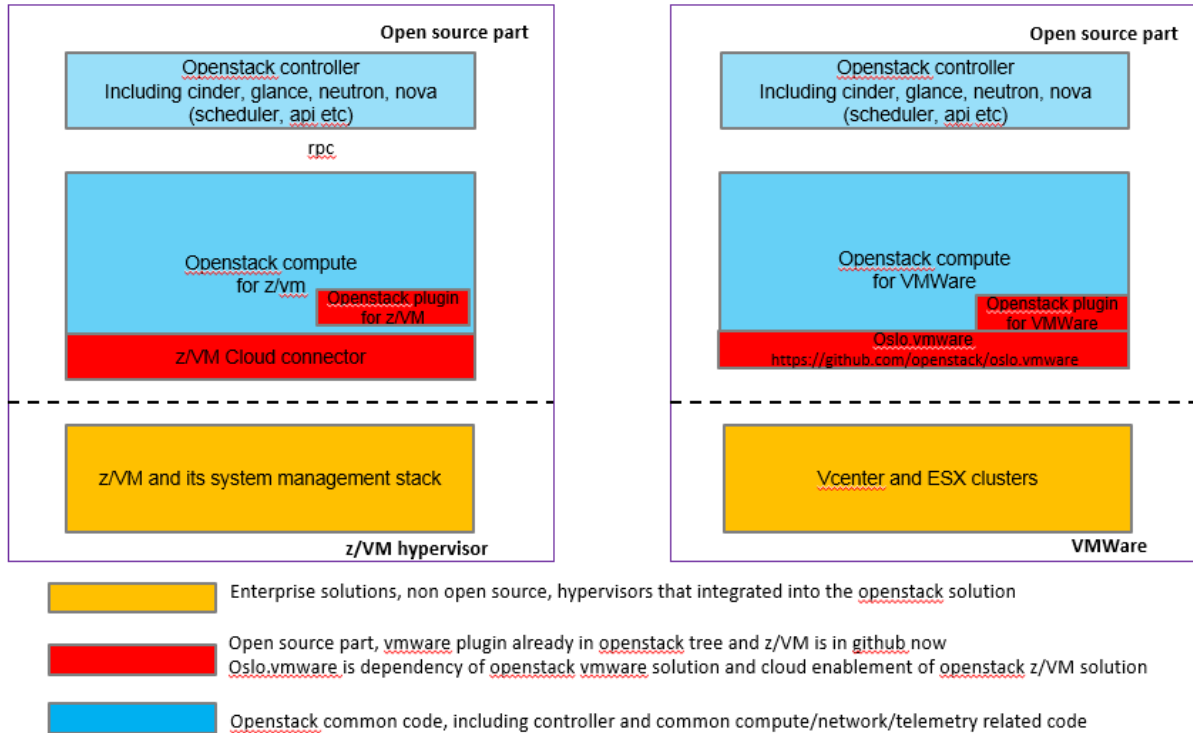 Open source part
Openstack controller
Including cinder, glance, neutron, nova
(scheduler, api etc)
rpc
Openstack compute
for z/vm
Openstack plugin
for z/VM
z/VM Cloud connector
z/VM and its system management stack
z/VM hypervisor
Open source part
Openstack controller
Including cinder, glance, neutron, nova
(scheduler, api etc)
Openstack compute
for VMWare
Openstack plugin
for VMWare
Oslo.vmware
https://github.com/openstack/oslo.vmware
Vcenter and ESX clusters
VMWare
Enterprise solutions, non open source, hypervisors that integrated into the openstack solution
Open source part, vmware plugin already in openstack tree and z/VM is in github now
Oslo.vmware is dependency of openstack vmware solution and cloud enablement of openstack z/VM solution
Openstack common code, including controller and common compute/network/telemetry related code